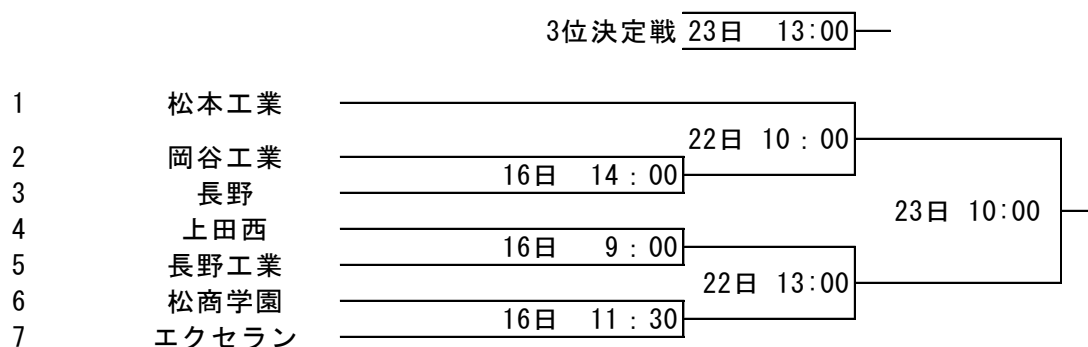 3位決定戦 23日 13:00
1 松本工業
22日 10：00
2 岡谷工業
16日 14：00
3 長野
23日 10:00
4 上田西
16日 9：00
5 長野工業
22日 13:00
6 松商学園
16日 11：30
7 エクセラン